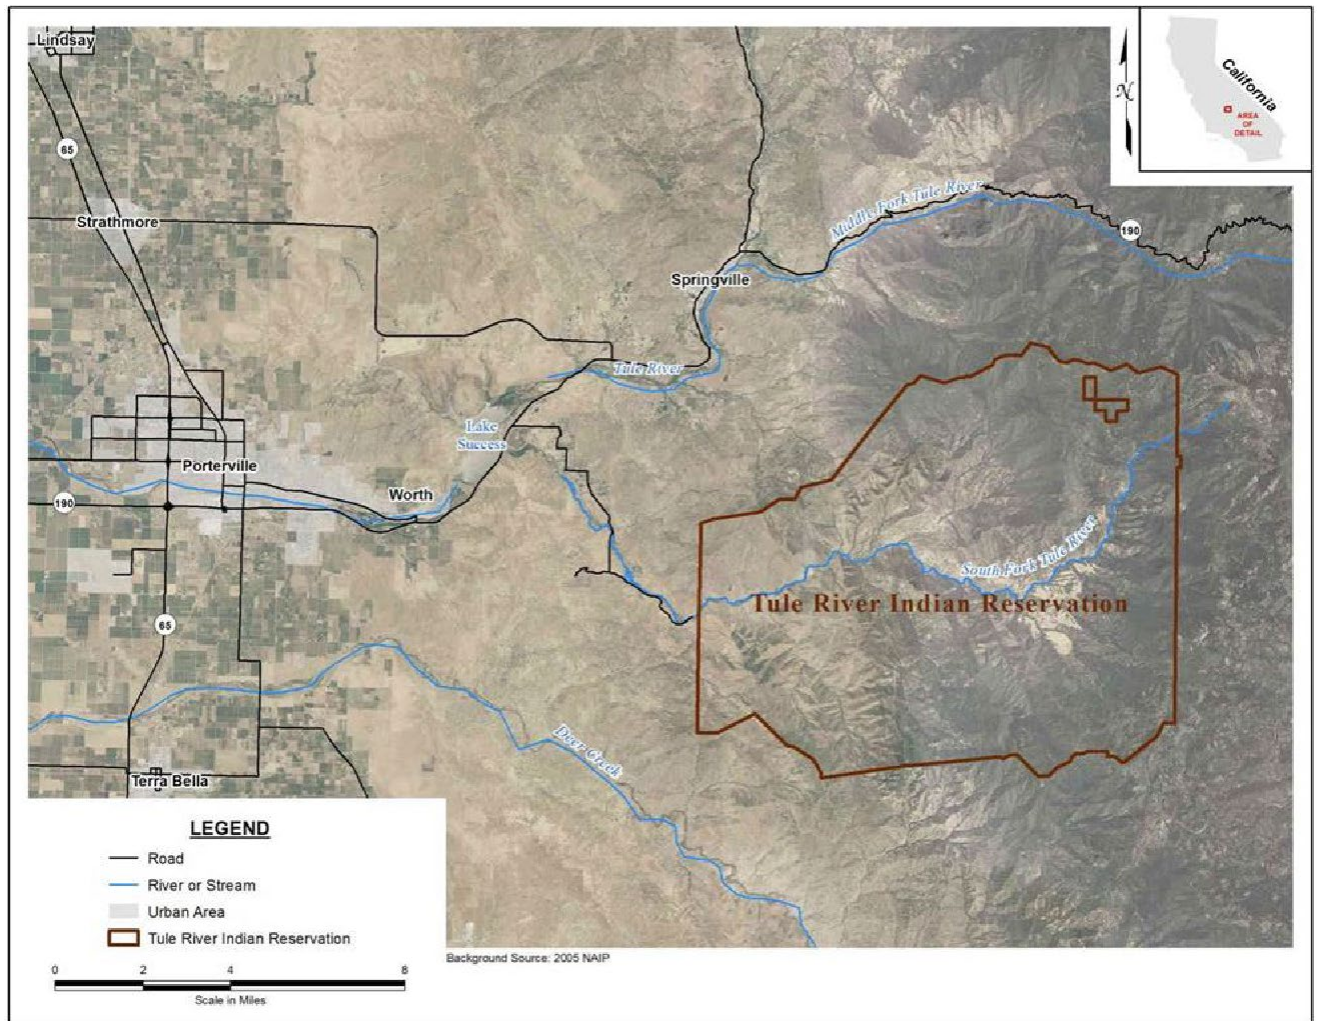 Lindsay
California
N
AREA
OF
DETAIL
65
Middle Fork Tule River
Strathmore
190
Springville
Tule River
Lake
Success
Porterville
Worth
190
South Fork Tule River
Tule River Indian Reservation
65
Deer Creek
Terra Bella
LEGEND
Road
River or Stream
Urban Area
Tule River Indian Reservation
Background Source: 2005 NAIP
0 2 4 8
Scale in Miles